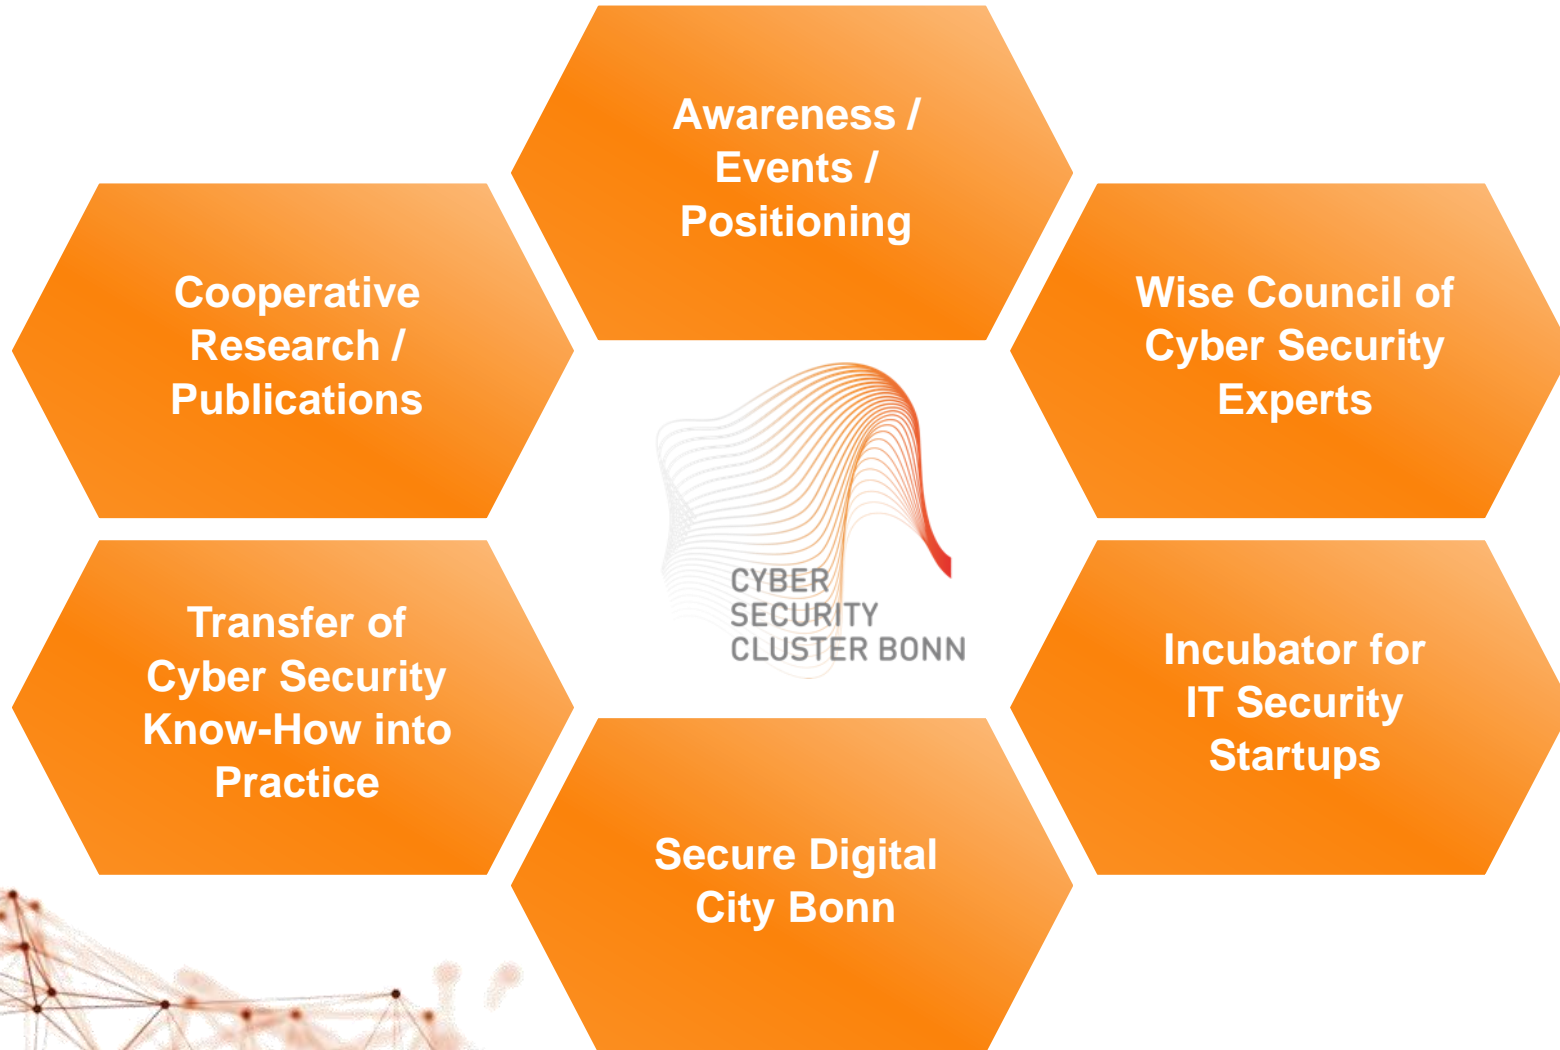 Awareness /
Events /
Positioning
Cooperative
Research /
Publications
Wise Council of
Cyber Security
Experts
CYBER
SECURITY
CLUSTER BONN
Transfer of
Cyber Security
Know-How into
Practice
Incubator for
IT Security
Startups
Secure Digital
City Bonn